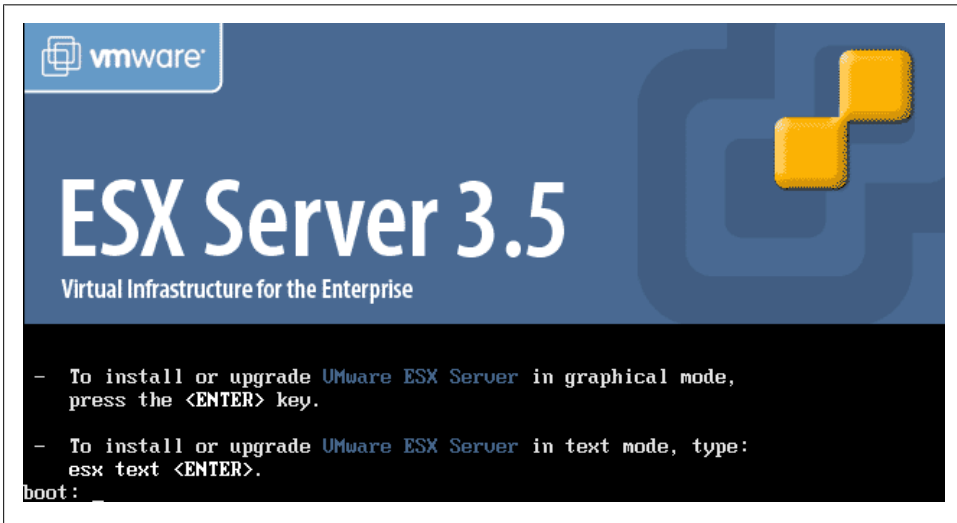 vmware
ESX Server 3.5
Virtual Infrastructure for the Enterprise
- To install or upgrade VMware ESX Server in graphical mode,
press the <ENTER> key.
- To install or upgrade VMware ESX Server in text mode, type:
esx text <ENTER>.
boot: _